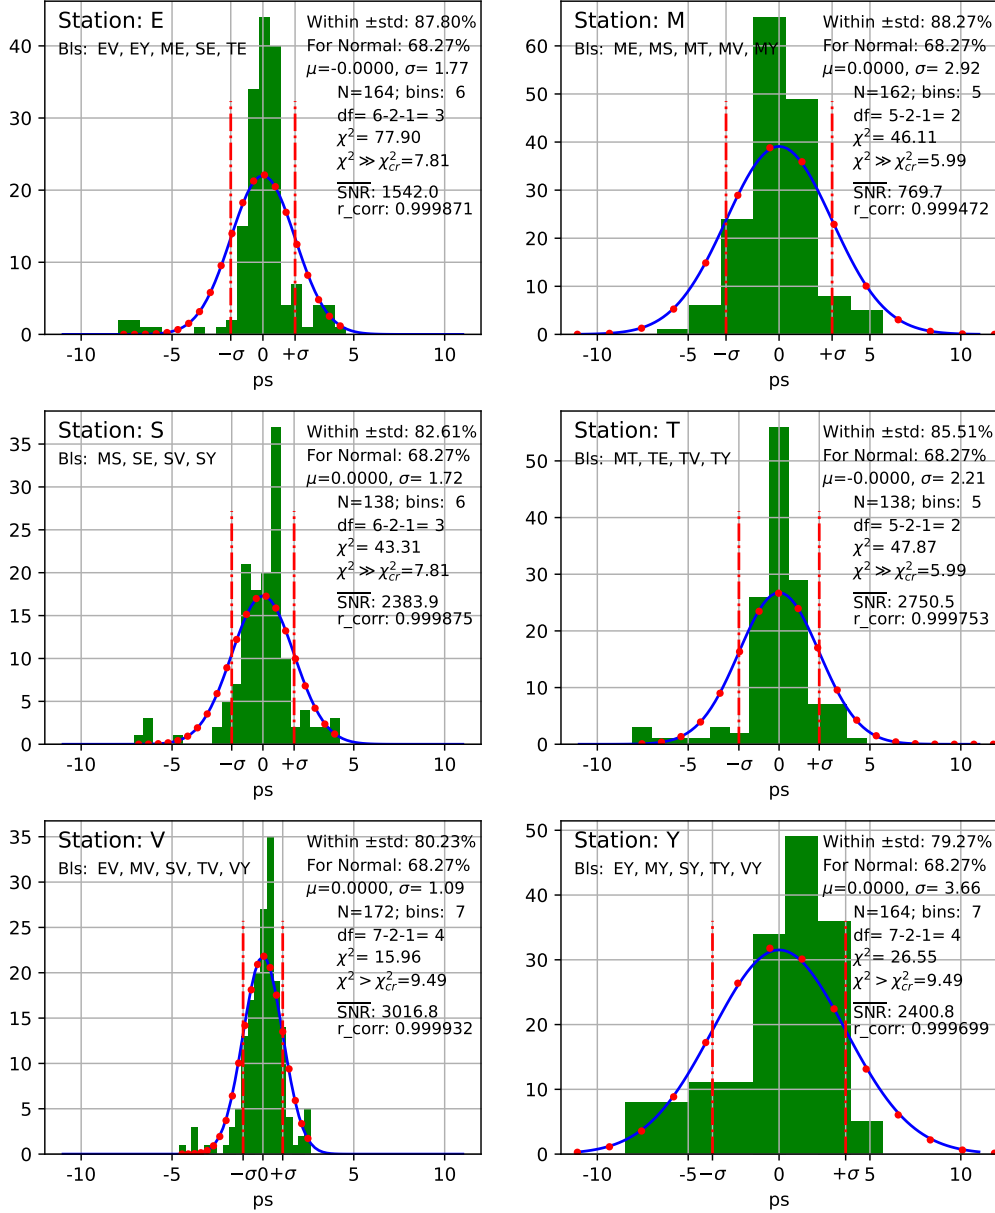 Station: E
Bls: EV, EY, ME, SE, TE
Within ±std: 87.80%
For Normal: 68.27%
μ=-0.0000, σ= 1.77
N=164; bins: 6
df= 6-2-1= 3
χ²= 77.90
χ² ≫ χ²cr=7.81
SNR: 1542.0
r_corr: 0.999871
40
30
20
10
0
-10 -5 −σ 0 +σ 5 10
ps
Station: M
Bls: ME, MS, MT, MV, MY
Within ±std: 88.27%
For Normal: 68.27%
μ=0.0000, σ= 2.92
N=162; bins: 5
df= 5-2-1= 2
χ²= 46.11
χ² ≫ χ²cr=5.99
SNR: 769.7
r_corr: 0.999472
60
50
40
30
20
10
0
-10 -5 −σ 0 +σ 5 10
ps
Station: S
Bls: MS, SE, SV, SY
Within ±std: 82.61%
For Normal: 68.27%
μ=0.0000, σ= 1.72
N=138; bins: 6
df= 6-2-1= 3
χ²= 43.31
χ² ≫ χ²cr=7.81
SNR: 2383.9
r_corr: 0.999875
35
30
25
20
15
10
5
0
-10 -5 −σ 0 +σ 5 10
ps
Station: T
Bls: MT, TE, TV, TY
Within ±std: 85.51%
For Normal: 68.27%
μ=-0.0000, σ= 2.21
N=138; bins: 5
df= 5-2-1= 2
χ²= 47.87
χ² ≫ χ²cr=5.99
SNR: 2750.5
r_corr: 0.999753
50
40
30
20
10
0
-10 -5 −σ 0 +σ 5 10
ps
Station: V
Bls: EV, MV, SV, TV, VY
Within ±std: 80.23%
For Normal: 68.27%
μ=0.0000, σ= 1.09
N=172; bins: 7
df= 7-2-1= 4
χ²= 15.96
χ² > χ²cr=9.49
SNR: 3016.8
r_corr: 0.999932
35
30
25
20
15
10
5
0
-10 -5 −σ 0 +σ 5 10
ps
Station: Y
Bls: EY, MY, SY, TY, VY
Within ±std: 79.27%
For Normal: 68.27%
μ=0.0000, σ= 3.66
N=164; bins: 7
df= 7-2-1= 4
χ²= 26.55
χ² > χ²cr=9.49
SNR: 2400.8
r_corr: 0.999699
50
40
30
20
10
0
-10 -5 −σ 0 +σ 5 10
ps